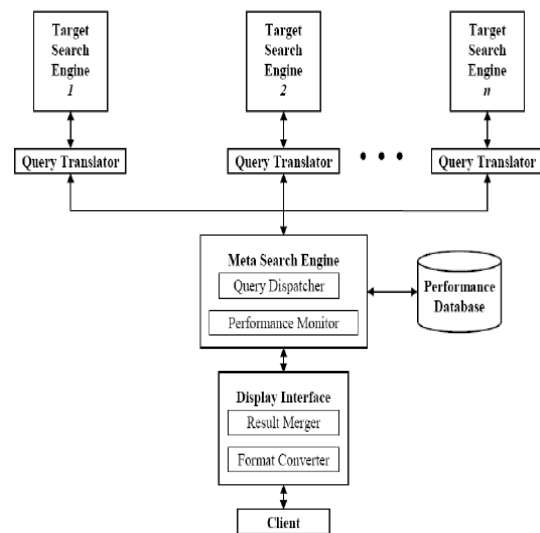 Target
Search
Engine
1
Target
Search
Engine
2
Target
Search
Engine
n
Query Translator
Query Translator
• • •
Query Translator
Meta Search Engine
Query Dispatcher
Performance Monitor
Performance
Database
Display Interface
Result Merger
Format Converter
Client